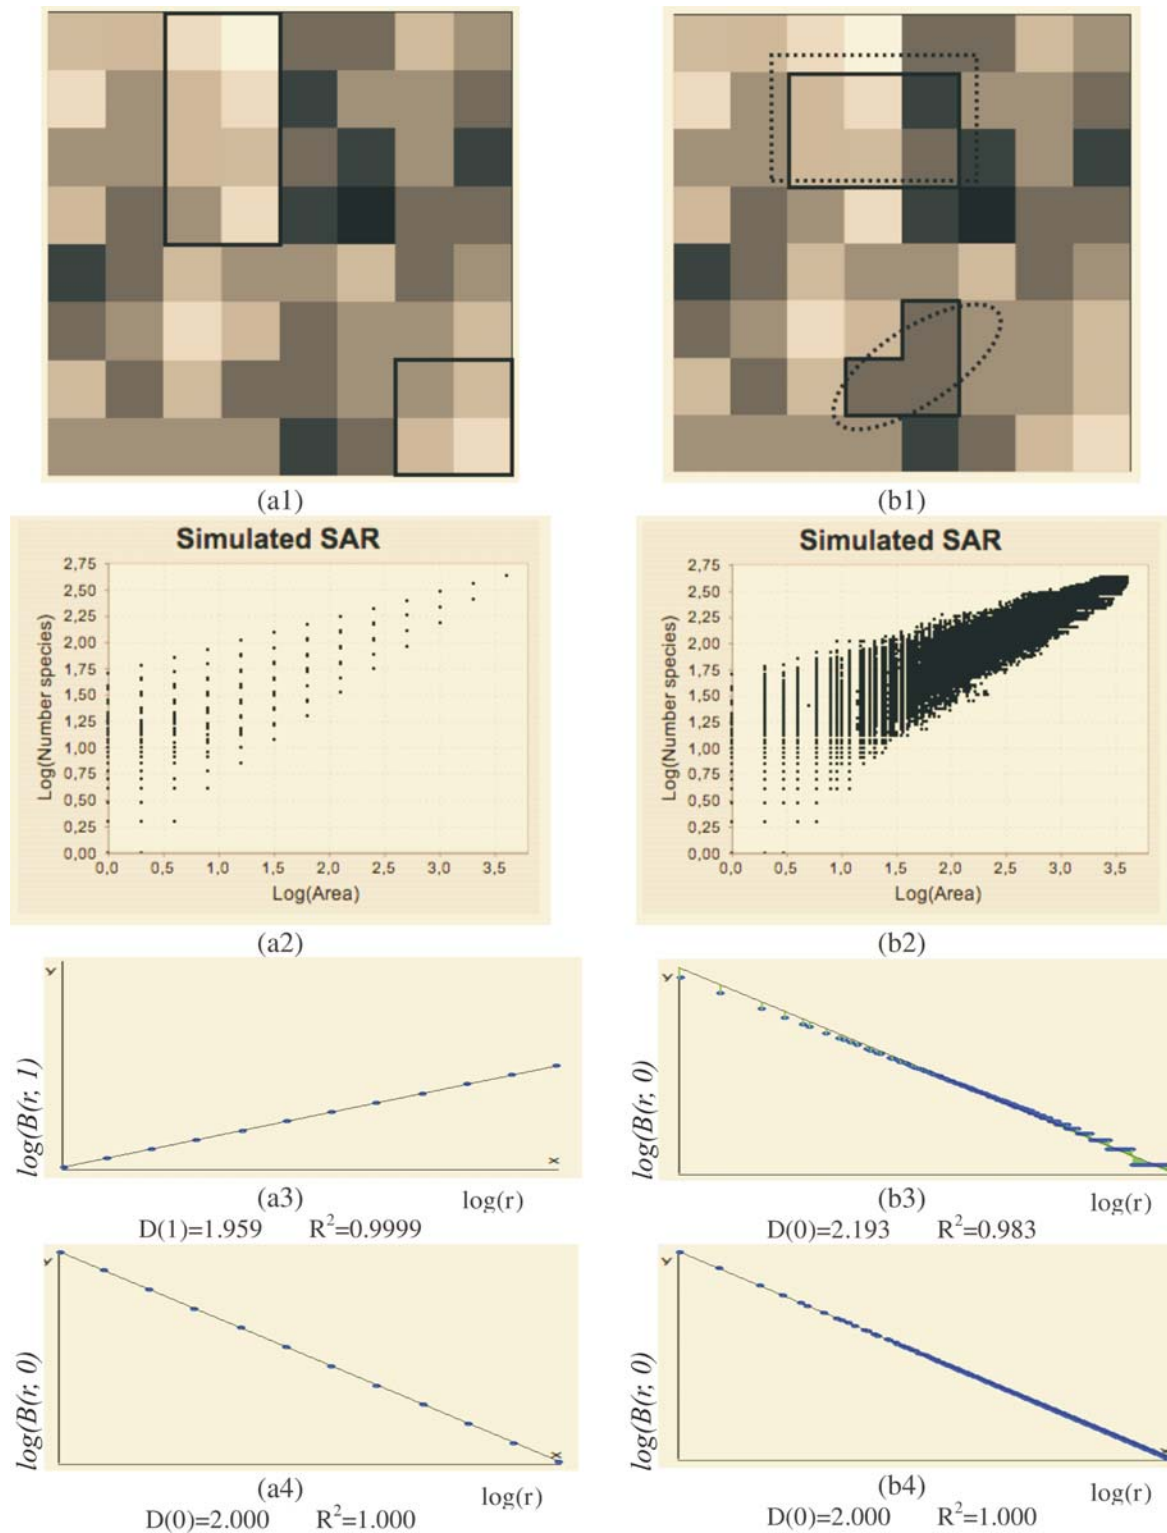 (a1)
(b1)
Simulated SAR
Log(Number species)
2,75
2,50
2,25
2,00
1,75
1,50
1,25
1,00
0,75
0,50
0,25
0,00
0,0 0,5 1,0 1,5 2,0 2,5 3,0 3,5
Log(Area)
(a2)
Simulated SAR
Log(Number species)
2,75
2,50
2,25
2,00
1,75
1,50
1,25
1,00
0,75
0,50
0,25
0,00
0,0 0,5 1,0 1,5 2,0 2,5 3,0 3,5
Log(Area)
(b2)
Y
log(B(r, 1)
X
(a3)
log(r)
D(1)=1.959 R²=0.9999
Y
log(B(r, 0)
(b3)
log(r)
D(0)=2.193 R²=0.983
Y
log(B(r, 0)
X
(a4)
log(r)
D(0)=2.000 R²=1.000
Y
log(B(r, 0)
(b4)
log(r)
D(0)=2.000 R²=1.000